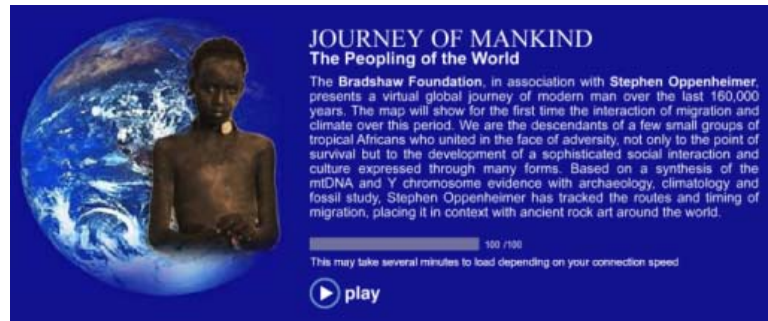 JOURNEY OF MANKIND
The Peopling of the World
The Bradshaw Foundation, in association with Stephen Oppenheimer,
presents a virtual global journey of modern man over the last 160,000
years. The map will show for the first time the interaction of migration and
climate over this period. We are the descendants of a few small groups of
tropical Africans who united in the face of adversity, not only to the point of
survival but to the development of a sophisticated social interaction and
culture expressed through many forms. Based on a synthesis of the
mtDNA and Y chromosome evidence with archaeology, climatology and
fossil study, Stephen Oppenheimer has tracked the routes and timing of
migration, placing it in context with ancient rock art around the world.
100 /100
This may take several minutes to load depending on your connection speed
play